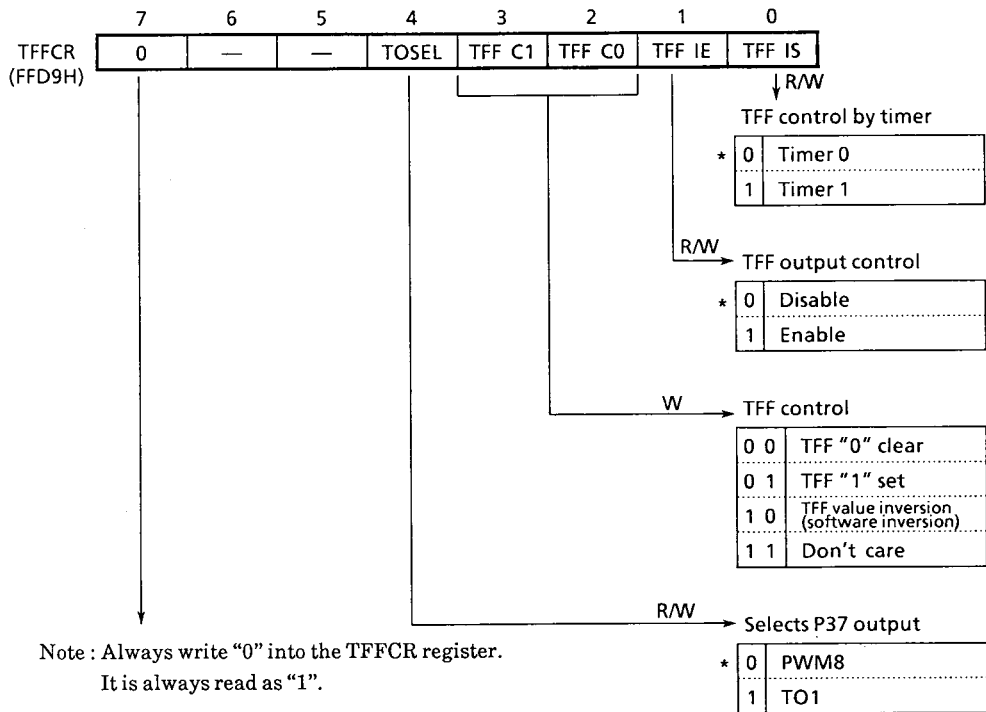 7 6 5 4 3 2 1 0
TFFCR
(FFD9H)
0 — — TOSEL TFF C1 TFF C0 TFF IE TFF IS
R/W
TFF control by timer
* 0 Timer 0
1 Timer 1
R/W
TFF output control
* 0 Disable
1 Enable
W
TFF control
0 0 TFF "0" clear
0 1 TFF "1" set
1 0 TFF value inversion
(software inversion)
1 1 Don't care
R/W
Selects P37 output
* 0 PWM8
1 TO1
Note : Always write "0" into the TFFCR register.
It is always read as "1".